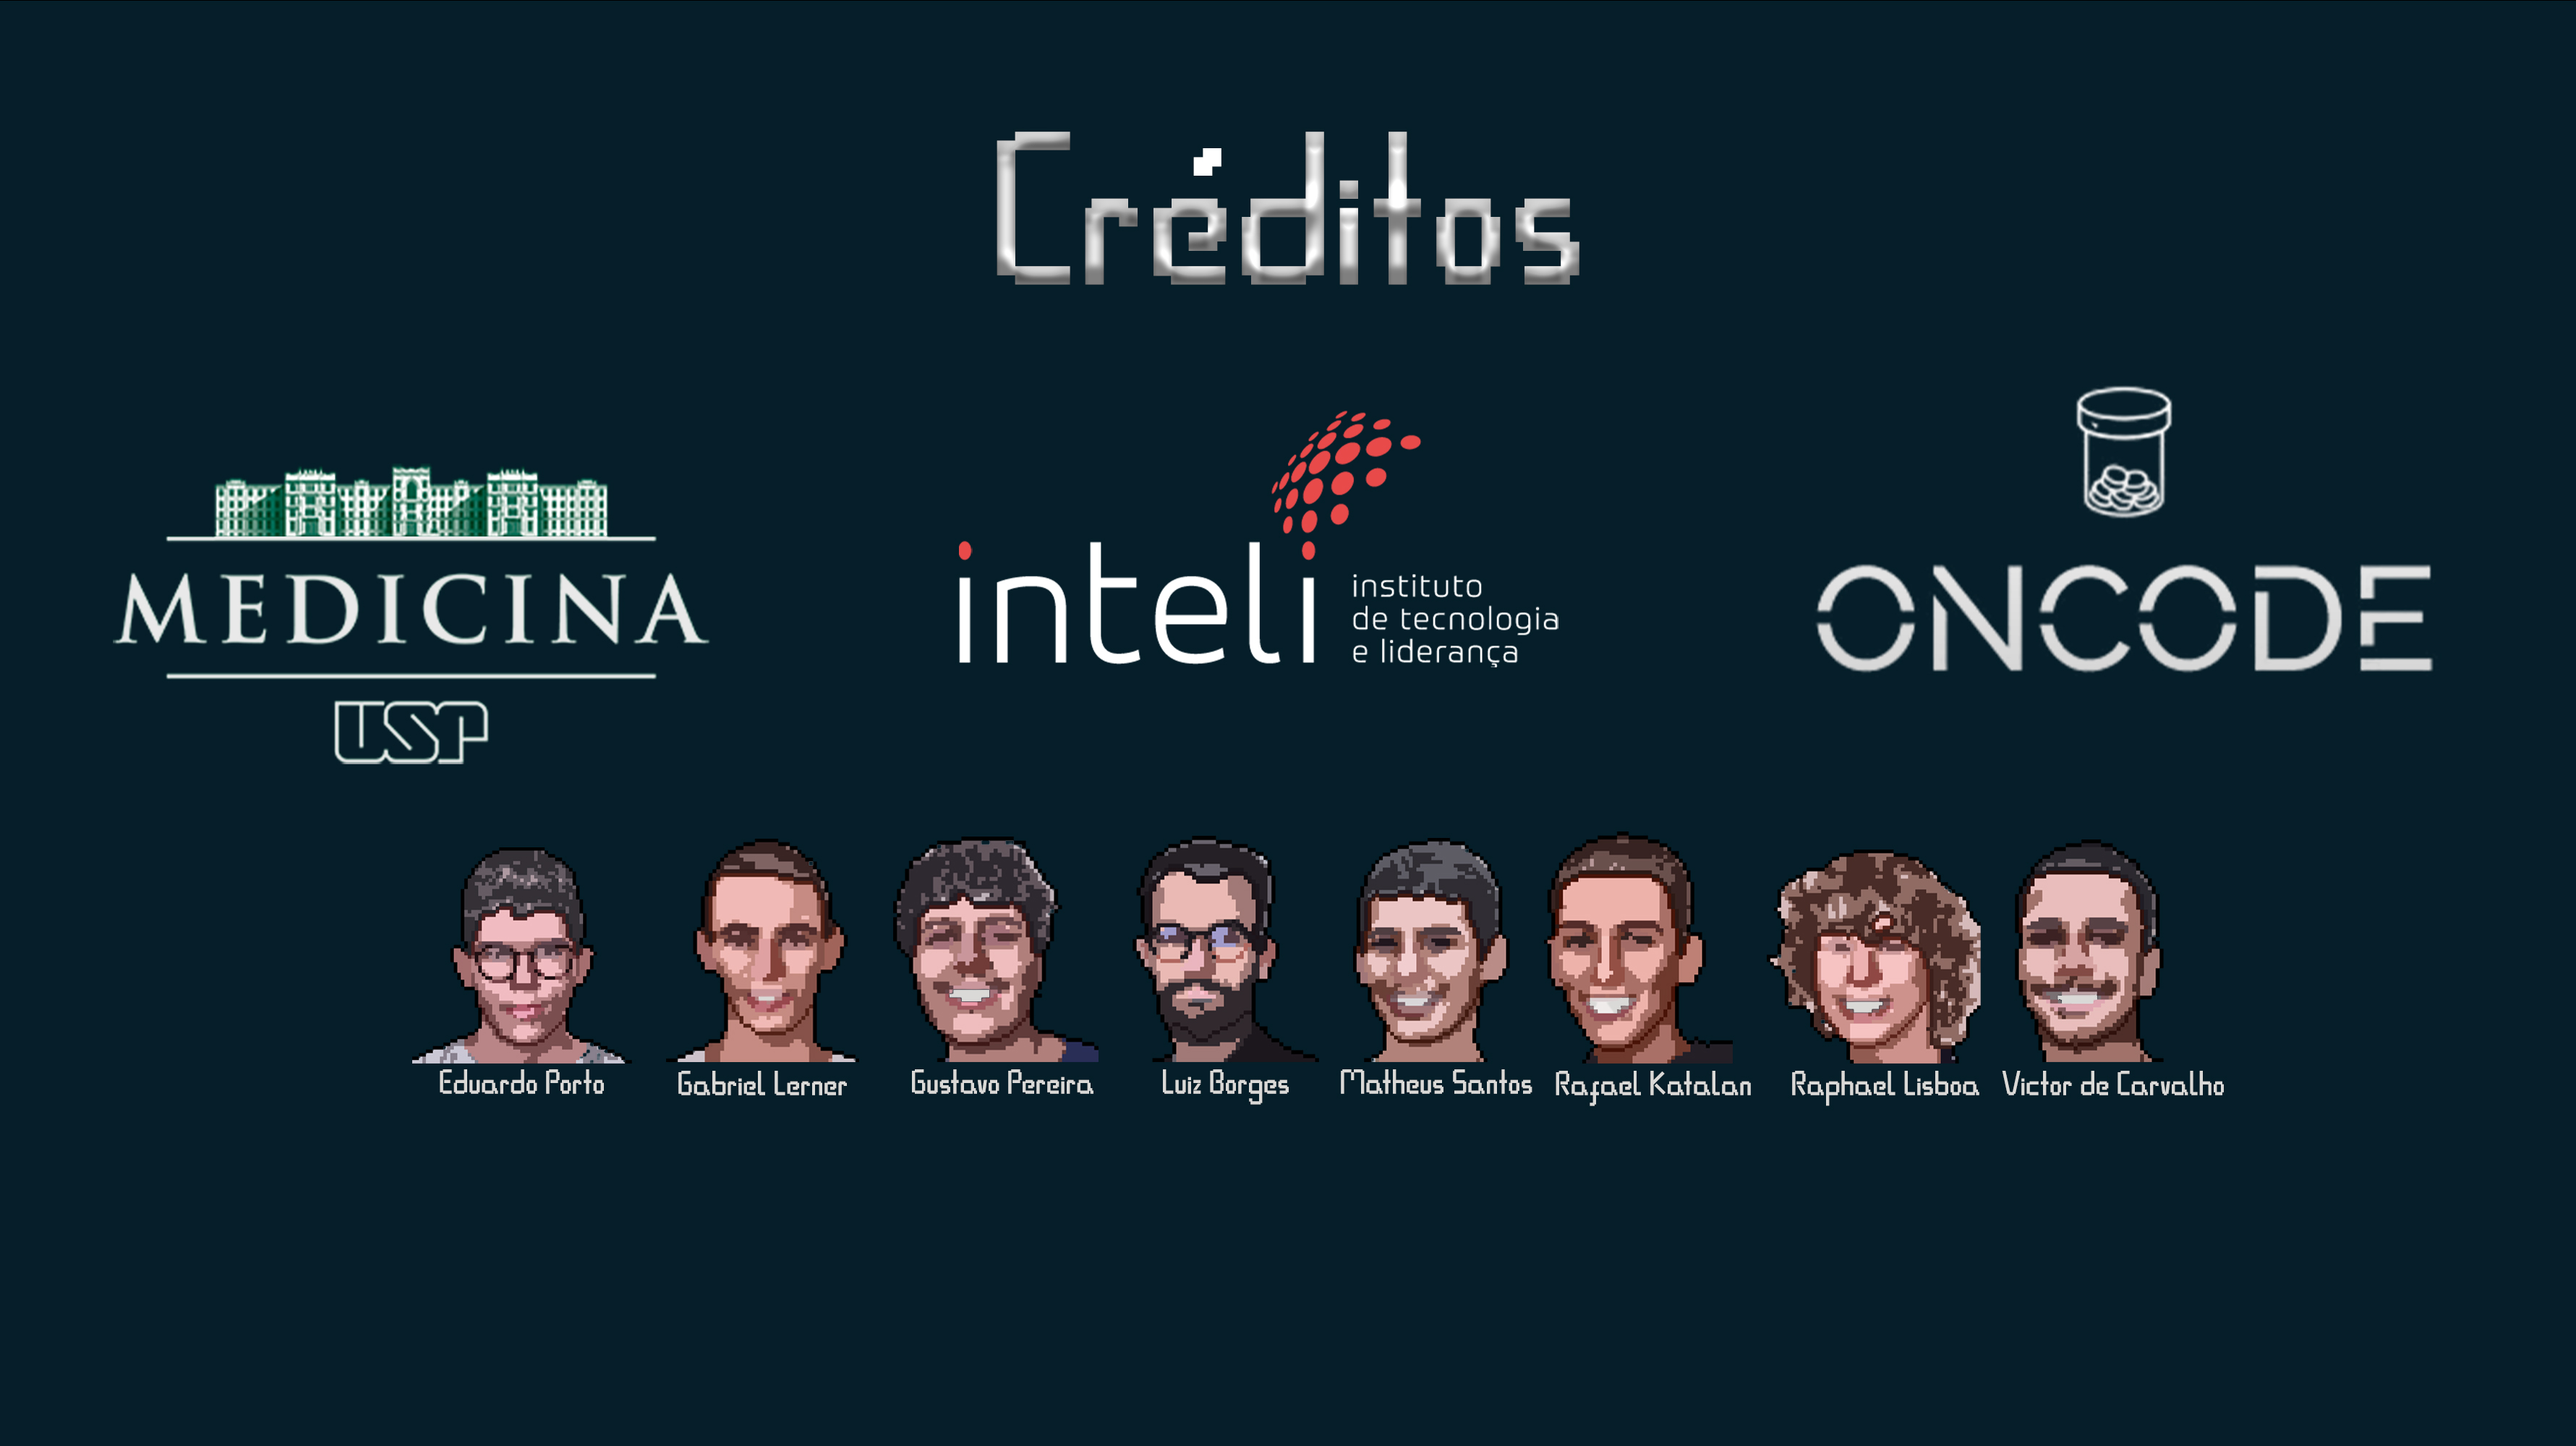 Créditos
MEDICINA
USP
inteli
instituto
de tecnologia
e liderança
ONCODE
Eduardo Porto
Gabriel Lerner
Gustavo Pereira
Luiz Borges
Matheus Santos
Rafael Katalan
Raphael Lisboa
Victor de Carvalho